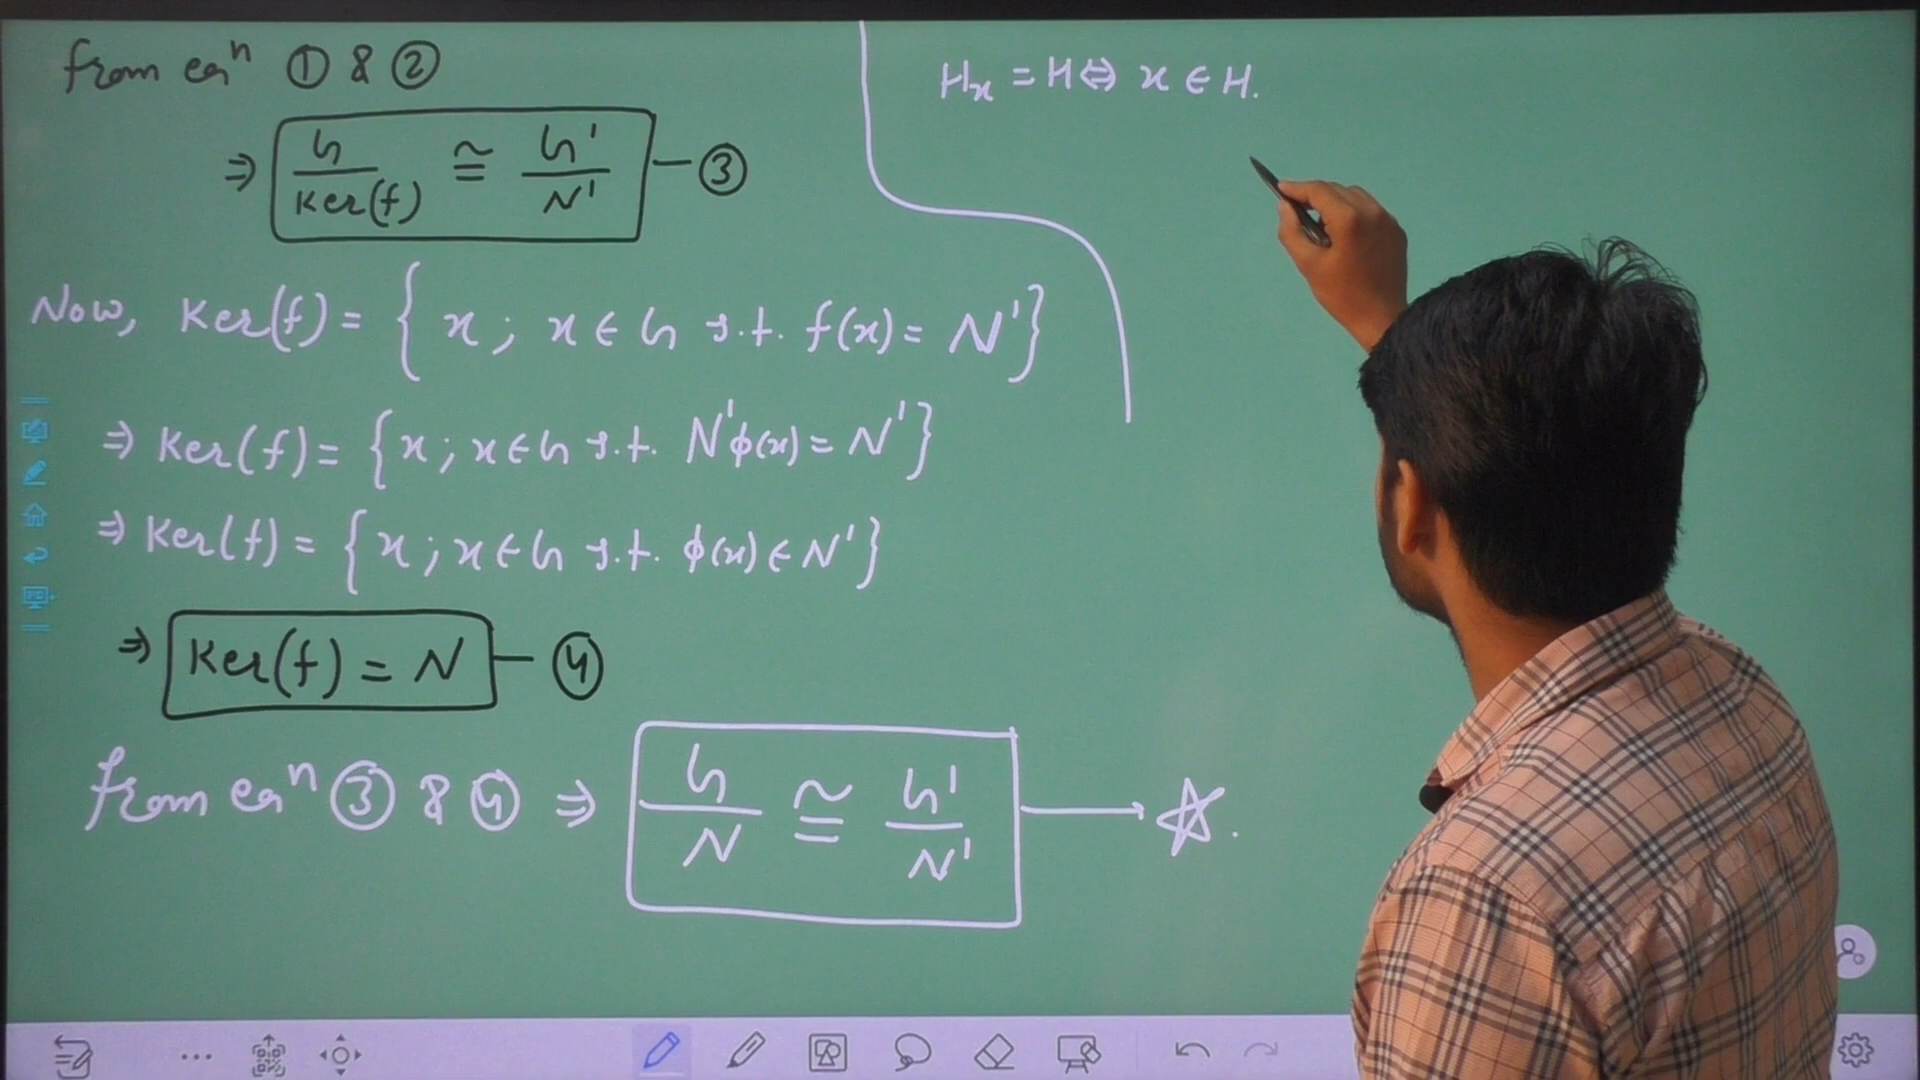 from eqⁿ ① & ②
⇒ G/Ker(f) ≅ G'/N' — ③
Now, Ker(f) = { x ; x ∈ G s.t. f(x) = N' }
⇒ Ker(f) = { x ; x ∈ G s.t. N'ϕ(x) = N' }
⇒ Ker(f) = { x ; x ∈ G s.t. ϕ(x) ∈ N' }
⇒ Ker(f) = N — ④
from eqⁿ ③ & ④ ⇒ G/N ≅ G'/N' → ☆.
Hx = H ⇔ x ∈ H.